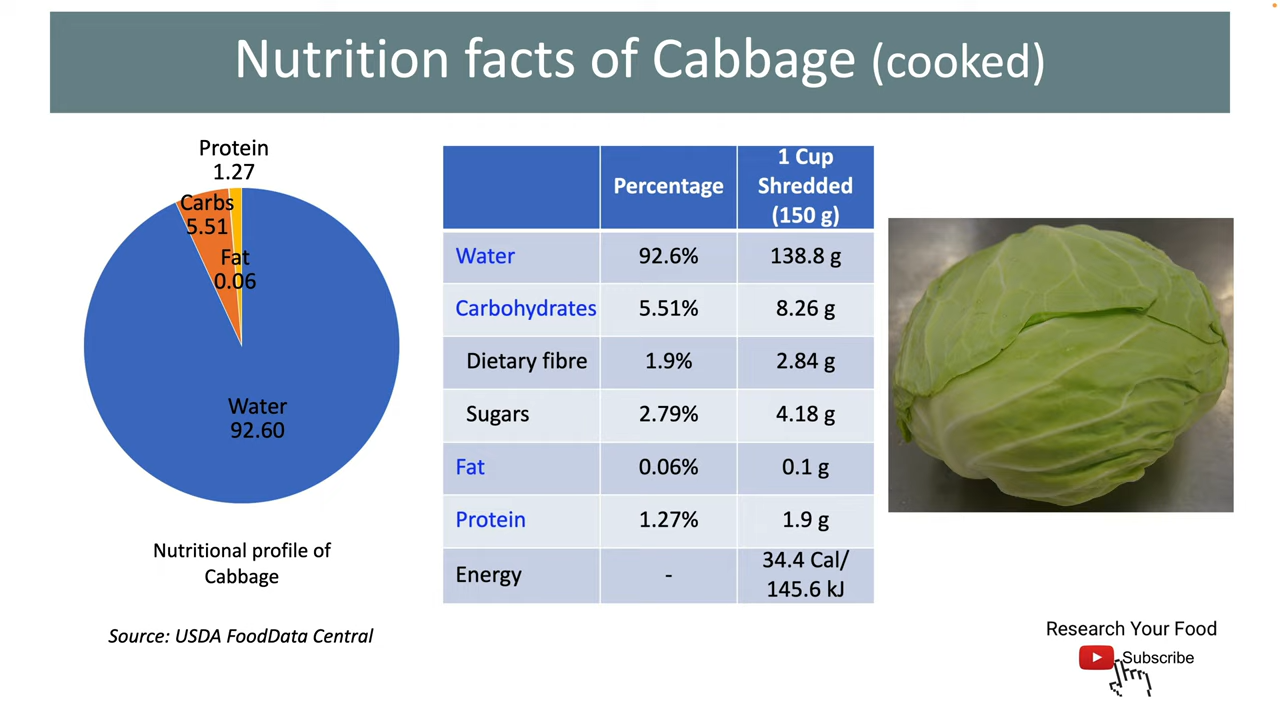 Nutrition facts of Cabbage (cooked)
Protein
1.27
Carbs
5.51
Fat
0.06
Water
92.60
Nutritional profile of
Cabbage
Source: USDA FoodData Central
Percentage
1 Cup
Shredded
(150 g)
Water 92.6% 138.8 g
Carbohydrates 5.51% 8.26 g
Dietary fibre 1.9% 2.84 g
Sugars 2.79% 4.18 g
Fat 0.06% 0.1 g
Protein 1.27% 1.9 g
Energy - 34.4 Cal/
145.6 kJ
Research Your Food
Subscribe